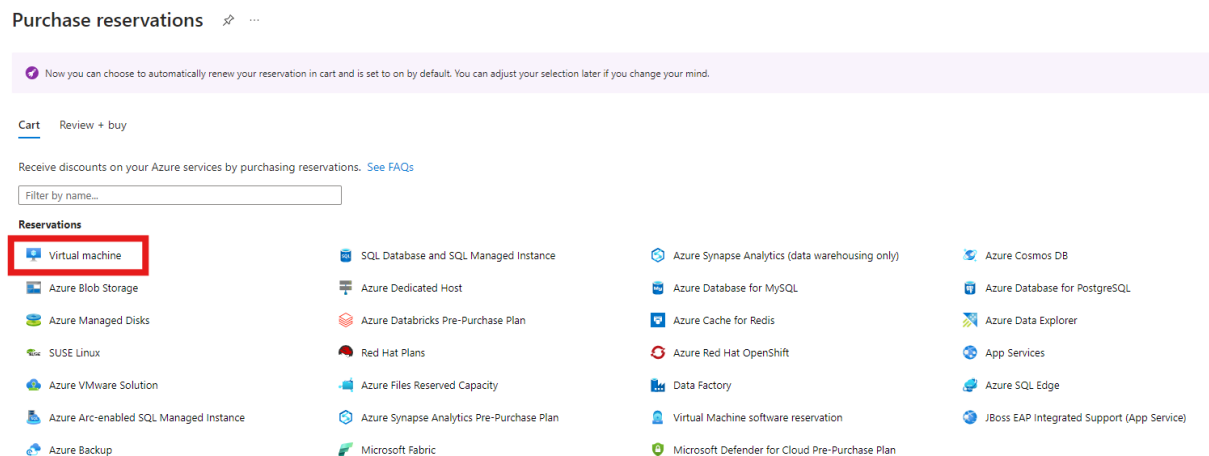 Purchase reservations
Now you can choose to automatically renew your reservation in cart and is set to on by default. You can adjust your selection later if you change your mind.
Cart Review + buy
Receive discounts on your Azure services by purchasing reservations. See FAQs
Filter by name...
Reservations
Virtual machine SQL Database and SQL Managed Instance Azure Synapse Analytics (data warehousing only) Azure Cosmos DB
Azure Blob Storage Azure Dedicated Host Azure Database for MySQL Azure Database for PostgreSQL
Azure Managed Disks Azure Databricks Pre-Purchase Plan Azure Cache for Redis Azure Data Explorer
SUSE Linux Red Hat Plans Azure Red Hat OpenShift App Services
Azure VMware Solution Azure Files Reserved Capacity Data Factory Azure SQL Edge
Azure Arc-enabled SQL Managed Instance Azure Synapse Analytics Pre-Purchase Plan Virtual Machine software reservation JBoss EAP Integrated Support (App Service)
Azure Backup Microsoft Fabric Microsoft Defender for Cloud Pre-Purchase Plan